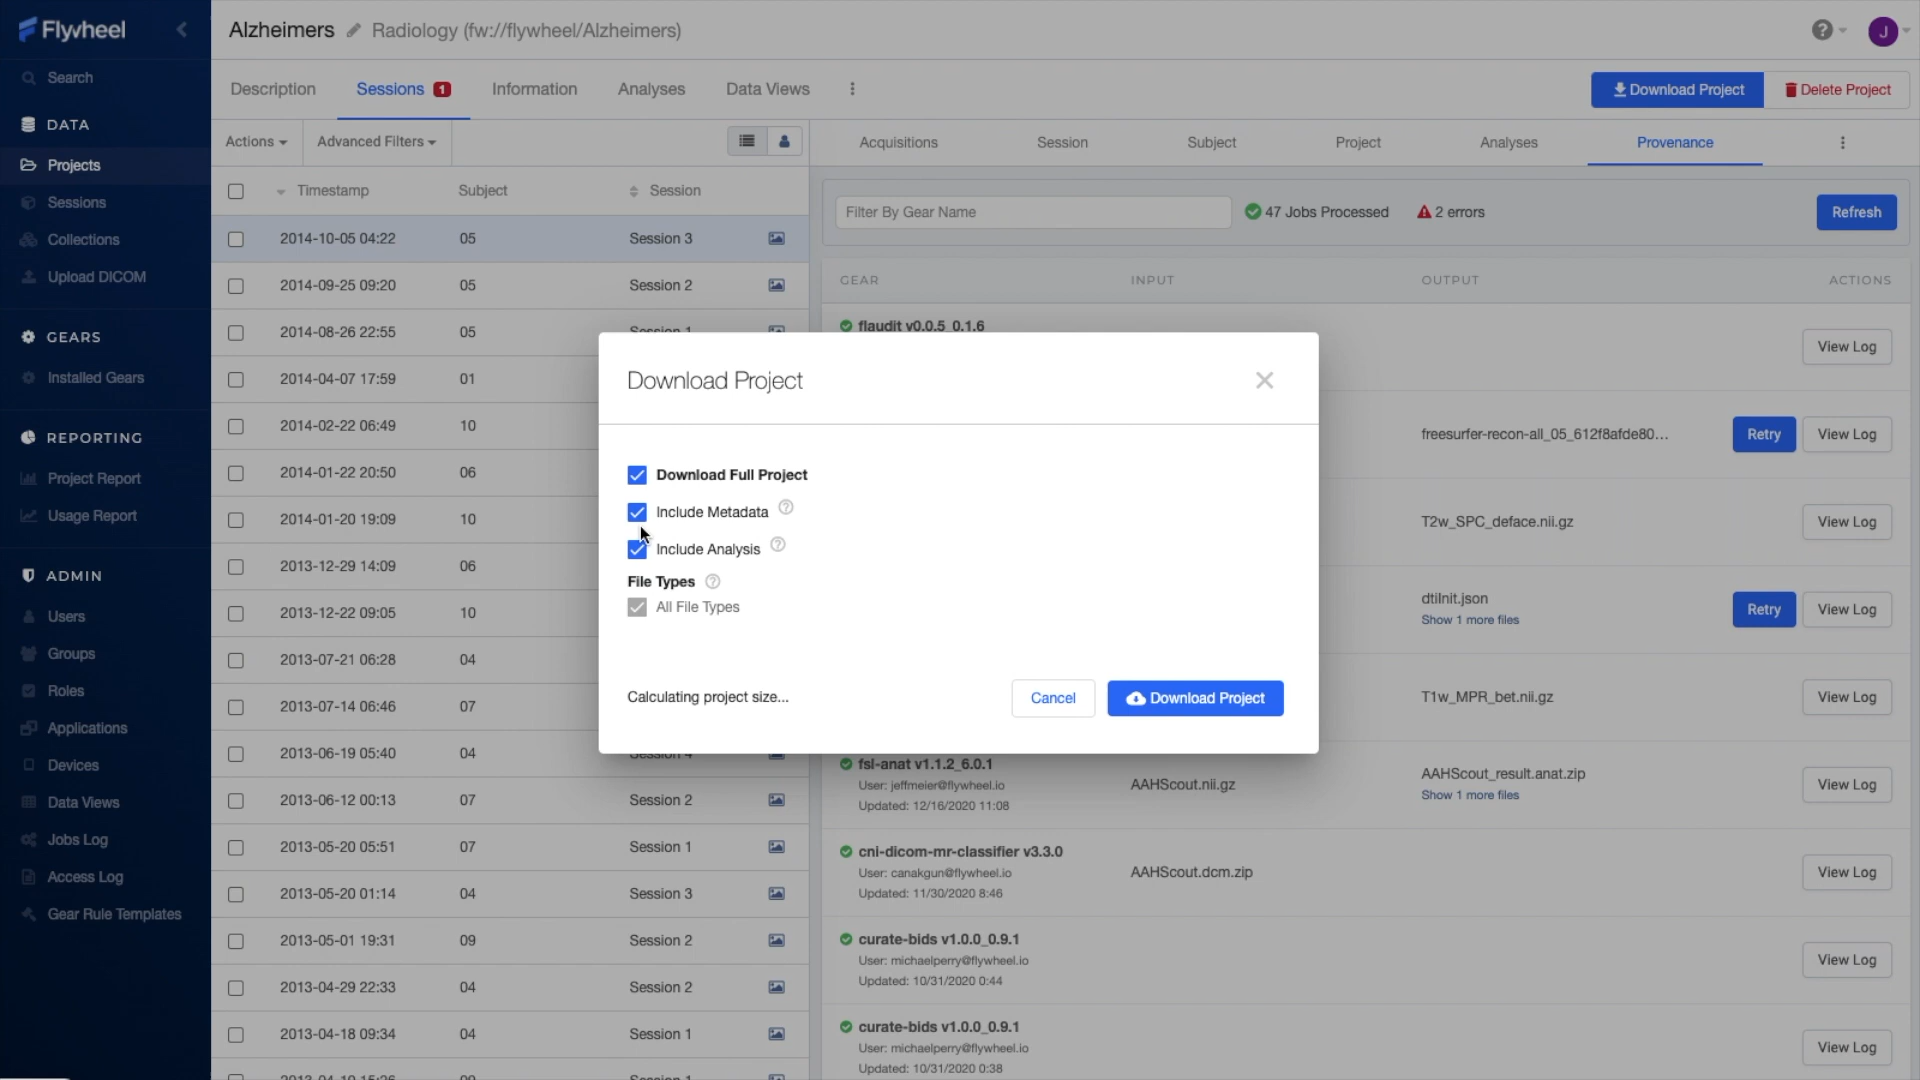 Flywheel
Search
DATA
Projects
Sessions
Collections
Upload DICOM
GEARS
Installed Gears
REPORTING
Project Report
Usage Report
ADMIN
Users
Groups
Roles
Applications
Devices
Data Views
Jobs Log
Access Log
Gear Rule Templates
Alzheimers Radiology (fw://flywheel/Alzheimers)
? J
Description Sessions 1 Information Analyses Data Views
Download Project Delete Project
Actions Advanced Filters
Timestamp Subject Session
2014-10-05 04:22 05 Session 3
2014-09-25 09:20 05 Session 2
2014-08-26 22:55 05 Session 1
2014-04-07 17:59 01
2014-02-22 06:49 10
2014-01-22 20:50 06
2014-01-20 19:09 10
2013-12-29 14:09 06
2013-12-22 09:05 10
2013-07-21 06:28 04
2013-07-14 06:46 07
2013-06-19 05:40 04 Session 4
2013-06-12 00:13 07 Session 2
2013-05-20 05:51 07 Session 1
2013-05-20 01:14 04 Session 3
2013-05-01 19:31 09 Session 2
2013-04-29 22:33 04 Session 2
2013-04-18 09:34 04 Session 1
Acquisitions Session Subject Project Analyses Provenance
Filter By Gear Name 47 Jobs Processed 2 errors Refresh
GEAR INPUT OUTPUT ACTIONS
flaudit v0.0.5_0.1.6
View Log
freesurfer-recon-all_05_612f8afde80... Retry View Log
T2w_SPC_deface.nii.gz View Log
dtiInit.json
Show 1 more files
Retry View Log
T1w_MPR_bet.nii.gz View Log
fsl-anat v1.1.2_6.0.1
User: jeffmeier@flywheel.io
Updated: 12/16/2020 11:08
AAHScout.nii.gz
AAHScout_result.anat.zip
Show 1 more files
View Log
cni-dicom-mr-classifier v3.3.0
User: canakgun@flywheel.io
Updated: 11/30/2020 8:46
AAHScout.dcm.zip
View Log
curate-bids v1.0.0_0.9.1
User: michaelperry@flywheel.io
Updated: 10/31/2020 0:44
View Log
curate-bids v1.0.0_0.9.1
User: michaelperry@flywheel.io
Updated: 10/31/2020 0:38
View Log
Download Project
Download Full Project
Include Metadata ?
Include Analysis ?
File Types ?
All File Types
Calculating project size...
Cancel Download Project